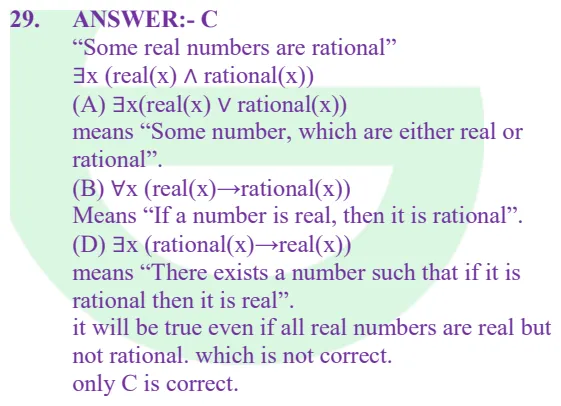 29. ANSWER:- C
“Some real numbers are rational”
∃x (real(x) ∧ rational(x))
(A) ∃x(real(x) ∨ rational(x))
means “Some number, which are either real or
rational”.
(B) ∀x (real(x)→rational(x))
Means “If a number is real, then it is rational”.
(D) ∃x (rational(x)→real(x))
means “There exists a number such that if it is
rational then it is real”.
it will be true even if all real numbers are real but
not rational. which is not correct.
only C is correct.